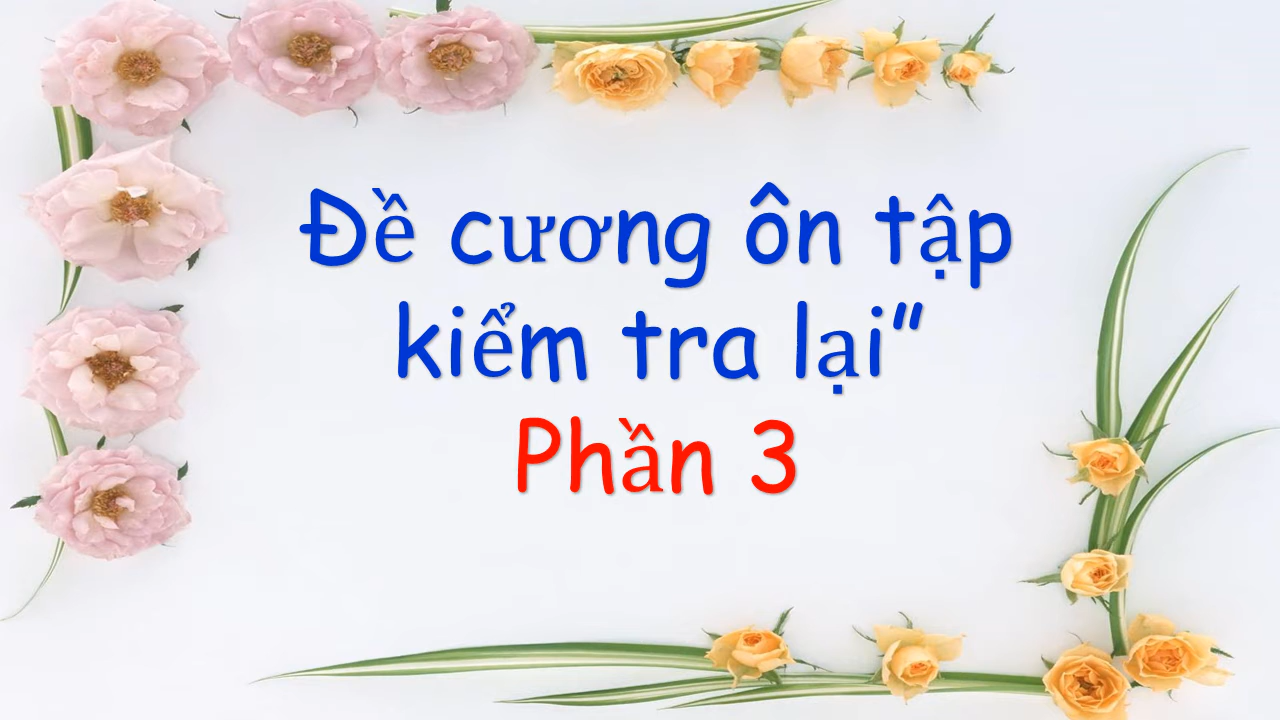 Đề cương ôn tập
kiểm tra lại”
Phần 3